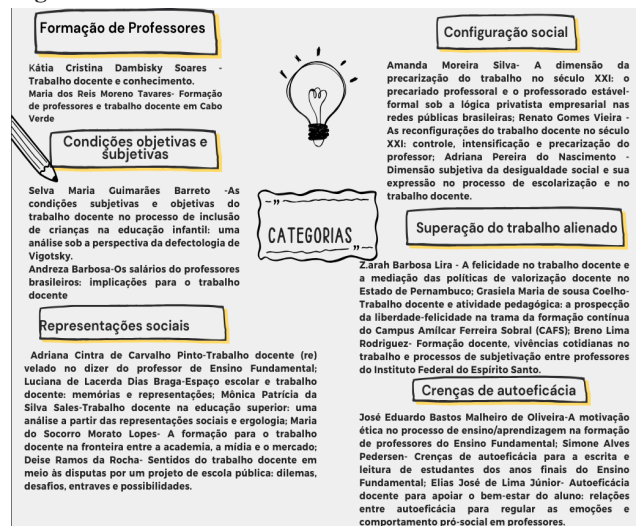 Formação de Professores
Kátia Cristina Dambisky Soares -
Trabalho docente e conhecimento.
Maria dos Reis Moreno Tavares- Formação
de professores e trabalho docente em Cabo
Verde
Condições objetivas e
subjetivas
Selva Maria Guimarães Barreto -As
condições subjetivas e objetivas do
trabalho docente no processo de inclusão
de crianças na educação infantil: uma
análise sob a perspectiva da defectologia de
Vigotsky.
Andreza Barbosa-Os salários do professores
brasileiros: implicações para o trabalho
docente
Representações sociais
Adriana Cintra de Carvalho Pinto-Trabalho docente (re)
velado no dizer do professor de Ensino Fundamental;
Luciana de Lacerda Dias Braga-Espaço escolar e trabalho
docente: memórias e representações; Mônica Patrícia da
Silva Sales-Trabalho docente na educação superior: uma
análise a partir das representações sociais e ergologia; Maria
do Socorro Morato Lopes- A formação para o trabalho
docente na fronteira entre a academia, a mídia e o mercado;
Deise Ramos da Rocha- Sentidos do trabalho docente em
meio às disputas por um projeto de escola pública: dilemas,
desafios, entraves e possibilidades.
CATEGORIAS
Configuração social
Amanda Moreira Silva- A dimensão da
precarização do trabalho no século XXI: o
precariado professoral e o professorado estável-
formal sob a lógica privatista empresarial nas
redes públicas brasileiras; Renato Gomes Vieira -
As reconfigurações do trabalho docente no século
XXI: controle, intensificação e precarização do
professor; Adriana Pereira do Nascimento -
Dimensão subjetiva da desigualdade social e sua
expressão no processo de escolarização e no
trabalho docente.
Superação do trabalho alienado
Z.arah Barbosa Lira - A felicidade no trabalho docente e
a mediação das políticas de valorização docente no
Estado de Pernambuco; Grasiela Maria de sousa Coelho-
Trabalho docente e atividade pedagógica: a prospecção
da liberdade-felicidade na trama da formação contínua
do Campus Amílcar Ferreira Sobral (CAFS); Breno Lima
Rodriguez- Formação docente, vivências cotidianas no
trabalho e processos de subjetivação entre professores
do Instituto Federal do Espírito Santo.
Crenças de autoeficácia
José Eduardo Bastos Malheiro de Oliveira-A motivação
ética no processo de ensino/aprendizagem na formação
de professores do Ensino Fundamental; Simone Alves
Pedersen- Crenças de autoeficácia para a escrita e
leitura de estudantes dos anos finais do Ensino
Fundamental; Elias José de Lima Júnior- Autoeficácia
docente para apoiar o bem-estar do aluno: relações
entre autoeficácia para regular as emoções e
comportamento pró-social em professores.